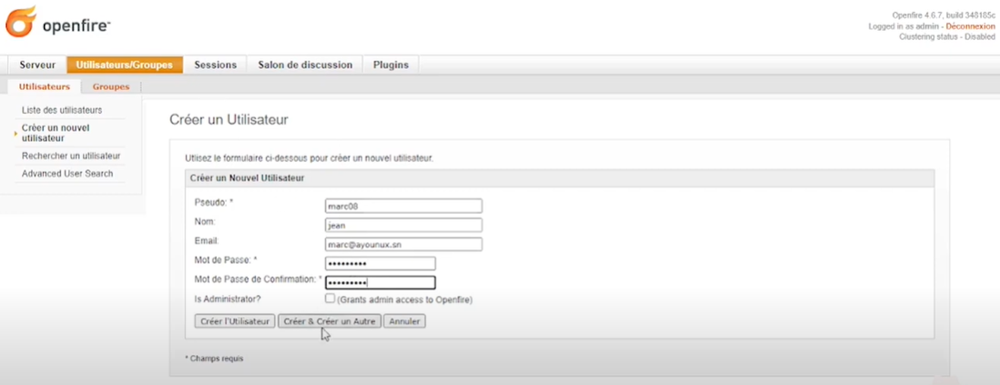 openfire™
Openfire 4.6.7, build 348185c
Logged in as admin - Déconnexion
Clustering status - Disabled
Serveur Utilisateurs/Groupes Sessions Salon de discussion Plugins
Utilisateurs Groupes
Liste des utilisateurs
Créer un nouvel
utilisateur
Rechercher un utilisateur
Advanced User Search
Créer un Utilisateur
Utilisez le formulaire ci-dessous pour créer un nouvel utilisateur.
Créer un Nouvel Utilisateur
Pseudo: * marc08
Nom: jean
Email: marc@ayounux.sn
Mot de Passe: * •••••••••
Mot de Passe de Confirmation: * •••••••••
Is Administrator? (Grants admin access to Openfire)
Créer l'Utilisateur Créer & Créer un Autre Annuler
* Champs requis